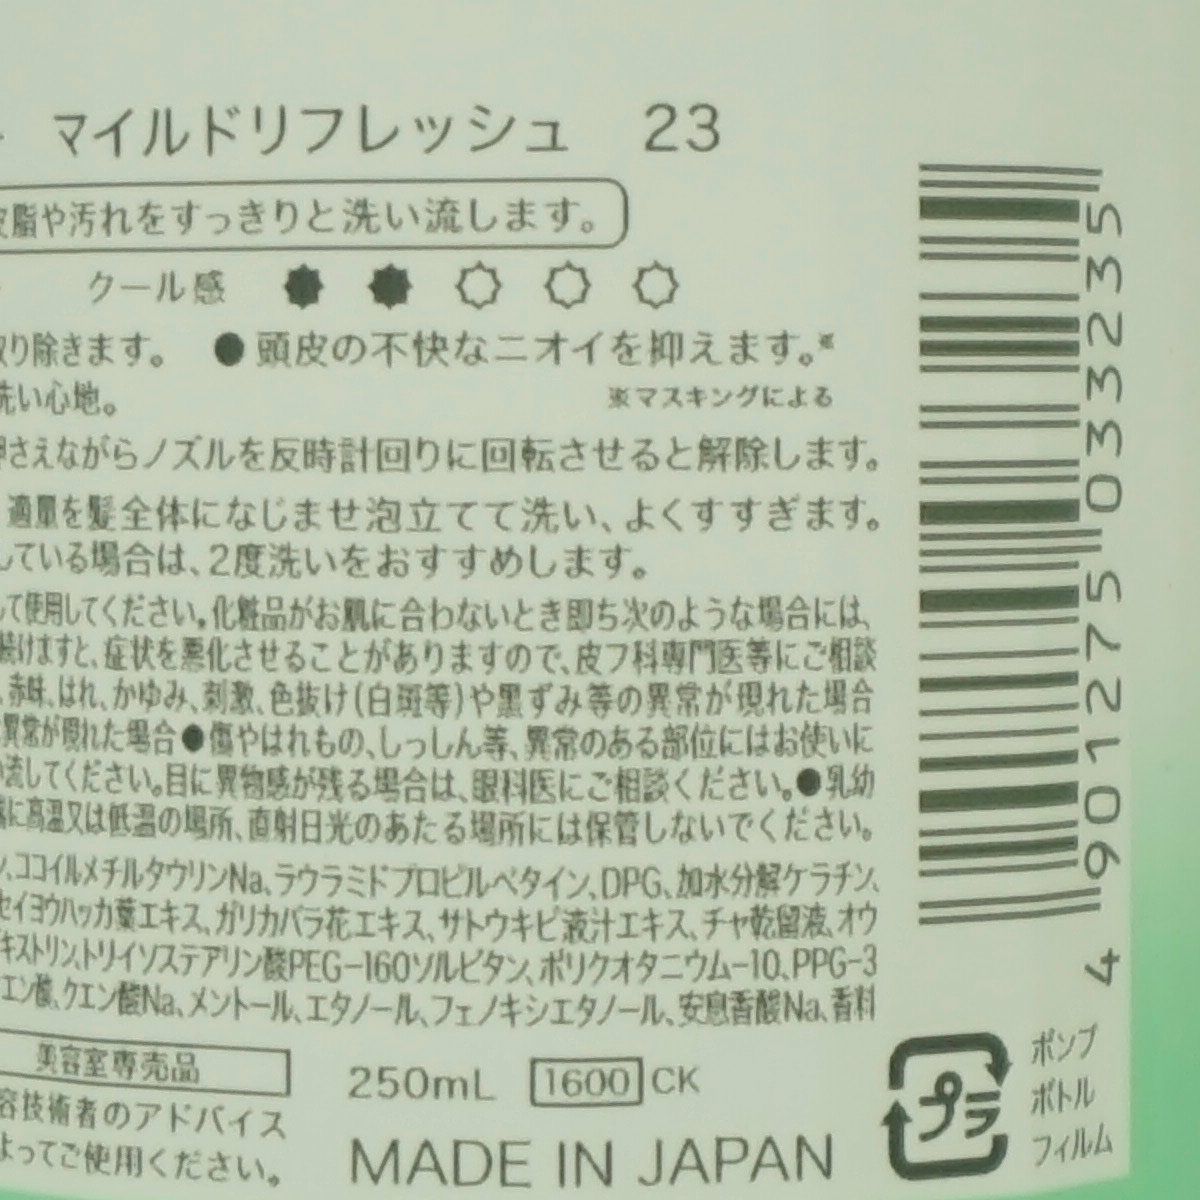 マイルドリフレッシュ 23
脂や汚れをすっきりと洗い流します。
クール感
取り除きます。 ●頭皮の不快なニオイを抑えます。※
洗い心地。 ※マスキングによる
押さえながらノズルを反時計回りに回転させると解除します。
適量を髪全体になじませ泡立てて洗い、よくすすぎます。
している場合は、2度洗いをおすすめします。
して使用してください。化粧品がお肌に合わないとき即ち次のような場合には、
続けますと、症状を悪化させることがありますので、皮フ科専門医等にご相談
、赤味、はれ、かゆみ、刺激、色抜け(白斑等)や黒ずみ等の異常が現れた場合
異常が現れた場合●傷やはれもの、しっしん等、異常のある部位にはお使いに
流してください。目に異物感が残る場合は、眼科医にご相談ください。●乳幼
に高温又は低温の場所、直射日光のあたる場所には保管しないでください。
ン、ココイルメチルタウリンNa、ラウラミドプロピルベタイン、DPG、加水分解ケラチン、
セイヨウハッカ葉エキス、ガリカバラ花エキス、サトウキビ液汁エキス、チャ乾留液、オウ
キストリン、トリイソステアリン酸PEG-160ソルビタン、ポリクオタニウム-10、PPG-3
エン酸、クエン酸Na、メントール、エタノール、フェノキシエタノール、安息香酸Na、香料
美容室専売品
容技術者のアドバイス
よってご使用ください。
250mL 1600 CK
MADE IN JAPAN
プラ
ポンプ
ボトル
フィルム
4 901275 033235